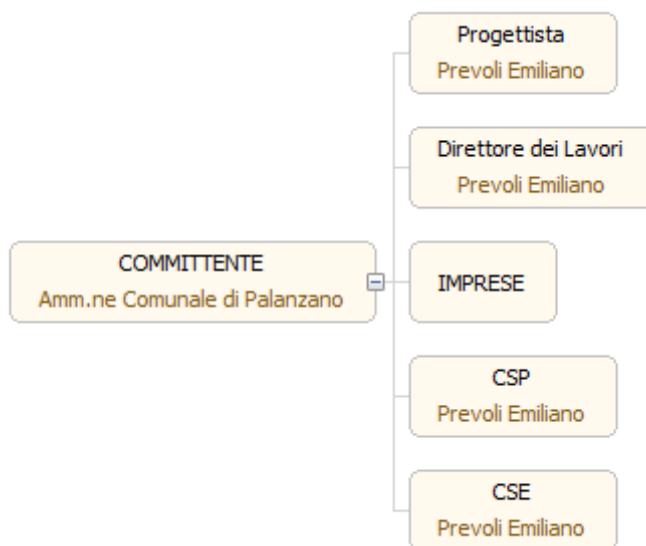 Progettista
Prevoli Emiliano
Direttore dei Lavori
Prevoli Emiliano
COMMITTENTE
Amm.ne Comunale di Palanzano
IMPRESE
CSP
Prevoli Emiliano
CSE
Prevoli Emiliano